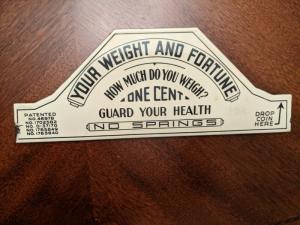 YOUR WEIGHT AND FORTUNE
HOW MUCH DO YOU WEIGH?
ONE CENT
GUARD YOUR HEALTH
NO SPRINGS
PATENTED
DROP
COIN
HERE